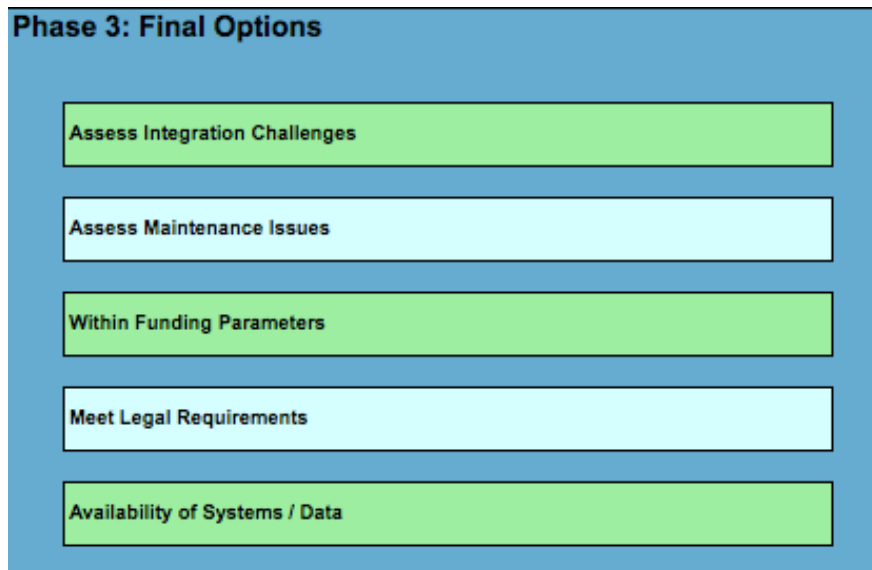 Phase 3: Final Options
Assess Integration Challenges
Assess Maintenance Issues
Within Funding Parameters
Meet Legal Requirements
Availability of Systems / Data